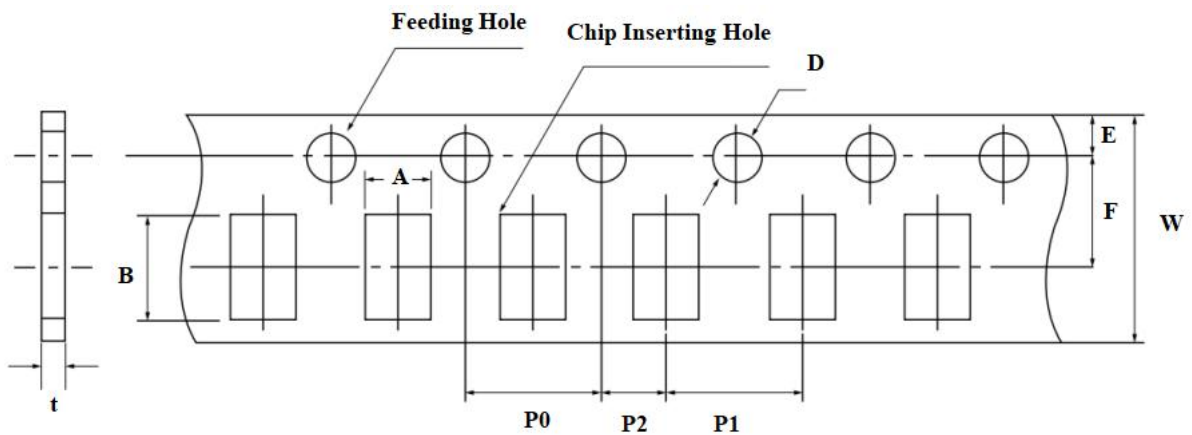 Feeding Hole
Chip Inserting Hole
D
E
A
F
W
B
t
P0
P2
P1